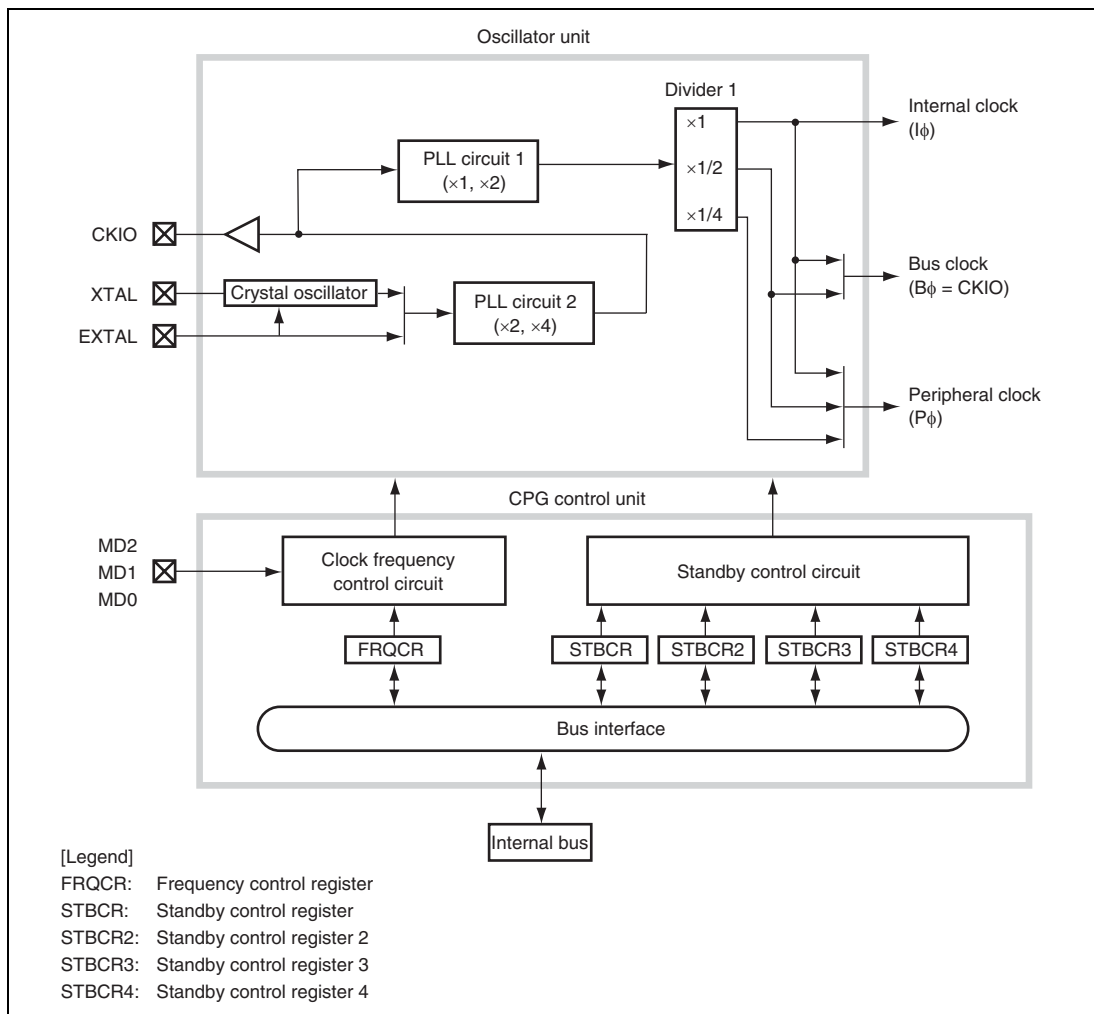 Oscillator unit
Divider 1
×1
×1/2
×1/4
Internal clock
(Iϕ)
PLL circuit 1
(×1, ×2)
CKIO
Bus clock
(Bϕ = CKIO)
XTAL
Crystal oscillator
EXTAL
PLL circuit 2
(×2, ×4)
Peripheral clock
(Pϕ)
CPG control unit
MD2
MD1
MD0
Clock frequency
control circuit
Standby control circuit
FRQCR
STBCR
STBCR2
STBCR3
STBCR4
Bus interface
Internal bus
[Legend]
FRQCR: Frequency control register
STBCR: Standby control register
STBCR2: Standby control register 2
STBCR3: Standby control register 3
STBCR4: Standby control register 4